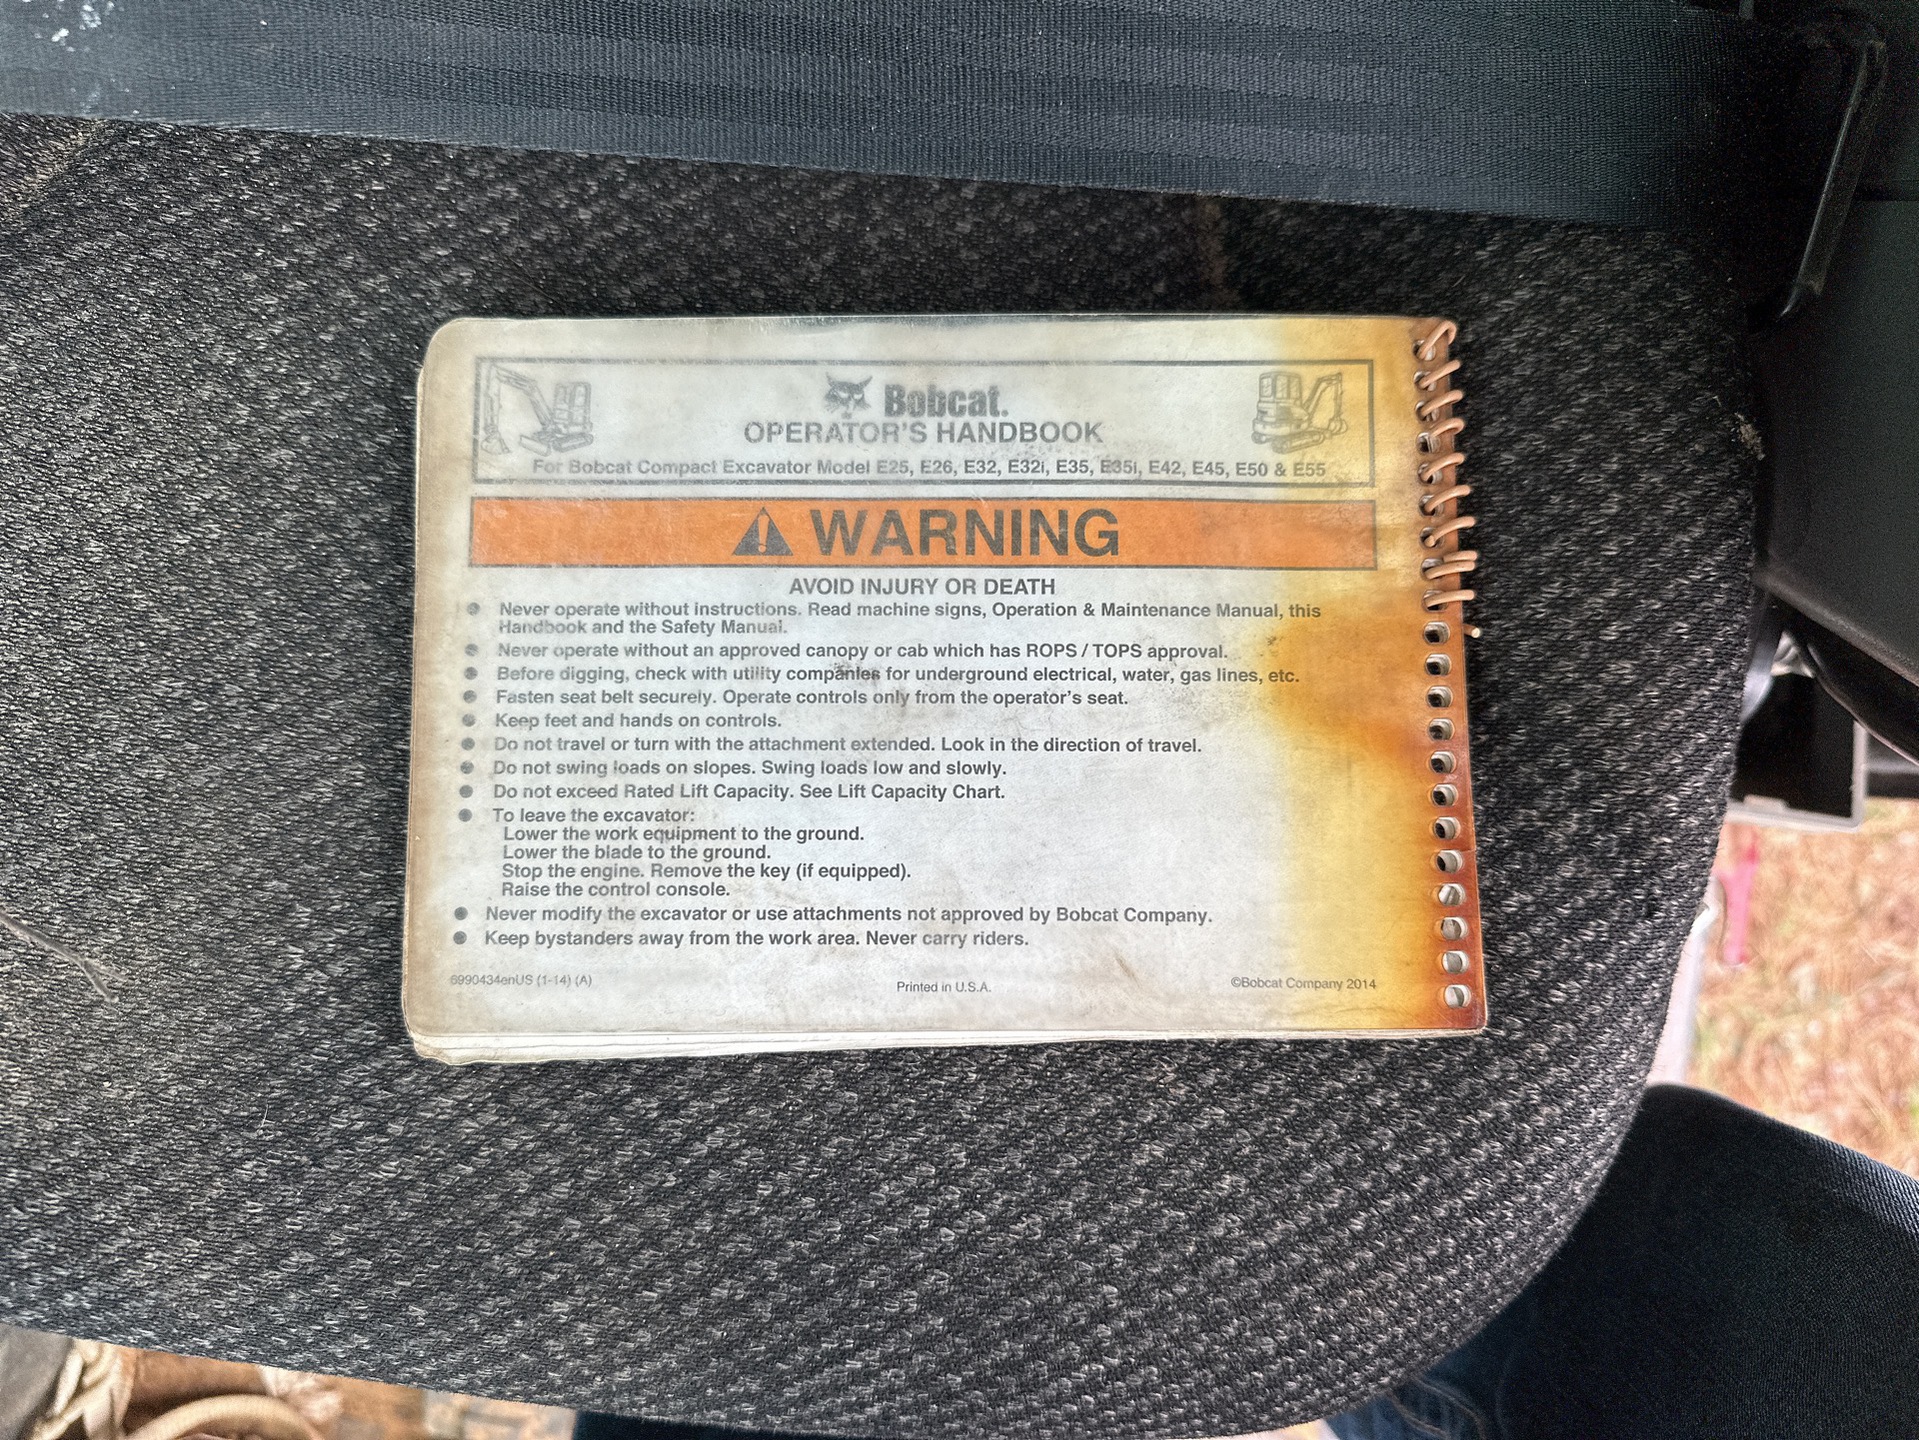 Bobcat.
OPERATOR'S HANDBOOK
For Bobcat Compact Excavator Model E25, E26, E32, E32i, E35, E35i, E42, E45, E50 & E55
WARNING
AVOID INJURY OR DEATH
● Never operate without instructions. Read machine signs, Operation & Maintenance Manual, this
Handbook and the Safety Manual.
● Never operate without an approved canopy or cab which has ROPS / TOPS approval.
● Before digging, check with utility companies for underground electrical, water, gas lines, etc.
● Fasten seat belt securely. Operate controls only from the operator's seat.
● Keep feet and hands on controls.
● Do not travel or turn with the attachment extended. Look in the direction of travel.
● Do not swing loads on slopes. Swing loads low and slowly.
● Do not exceed Rated Lift Capacity. See Lift Capacity Chart.
● To leave the excavator:
Lower the work equipment to the ground.
Lower the blade to the ground.
Stop the engine. Remove the key (if equipped).
Raise the control console.
● Never modify the excavator or use attachments not approved by Bobcat Company.
● Keep bystanders away from the work area. Never carry riders.
6990434enUS (1-14) (A)
Printed in U.S.A.
©Bobcat Company 2014